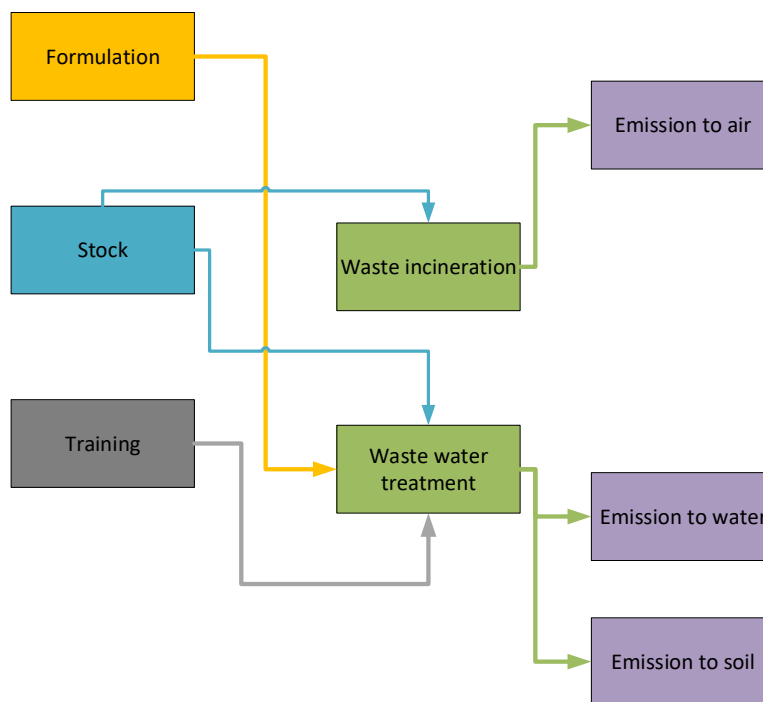 Formulation
Emission to air
Stock
Waste incineration
Training
Waste water
treatment
Emission to water
Emission to soil